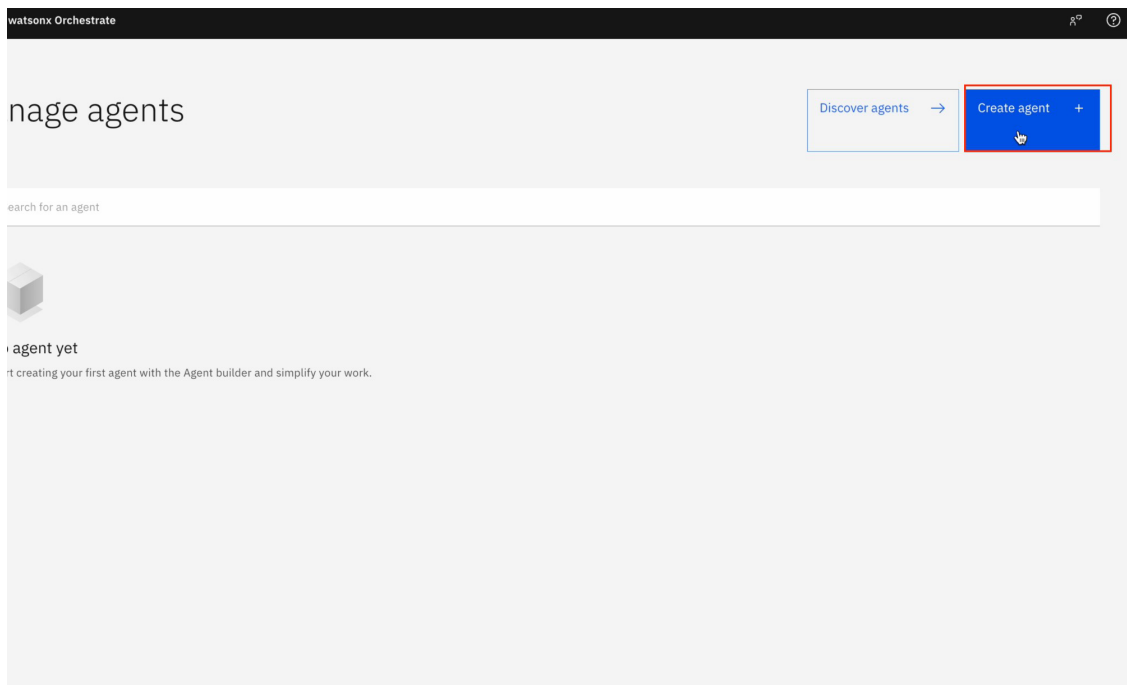 watsonx Orchestrate
nage agents
Discover agents →
Create agent +
earch for an agent
agent yet
rt creating your first agent with the Agent builder and simplify your work.